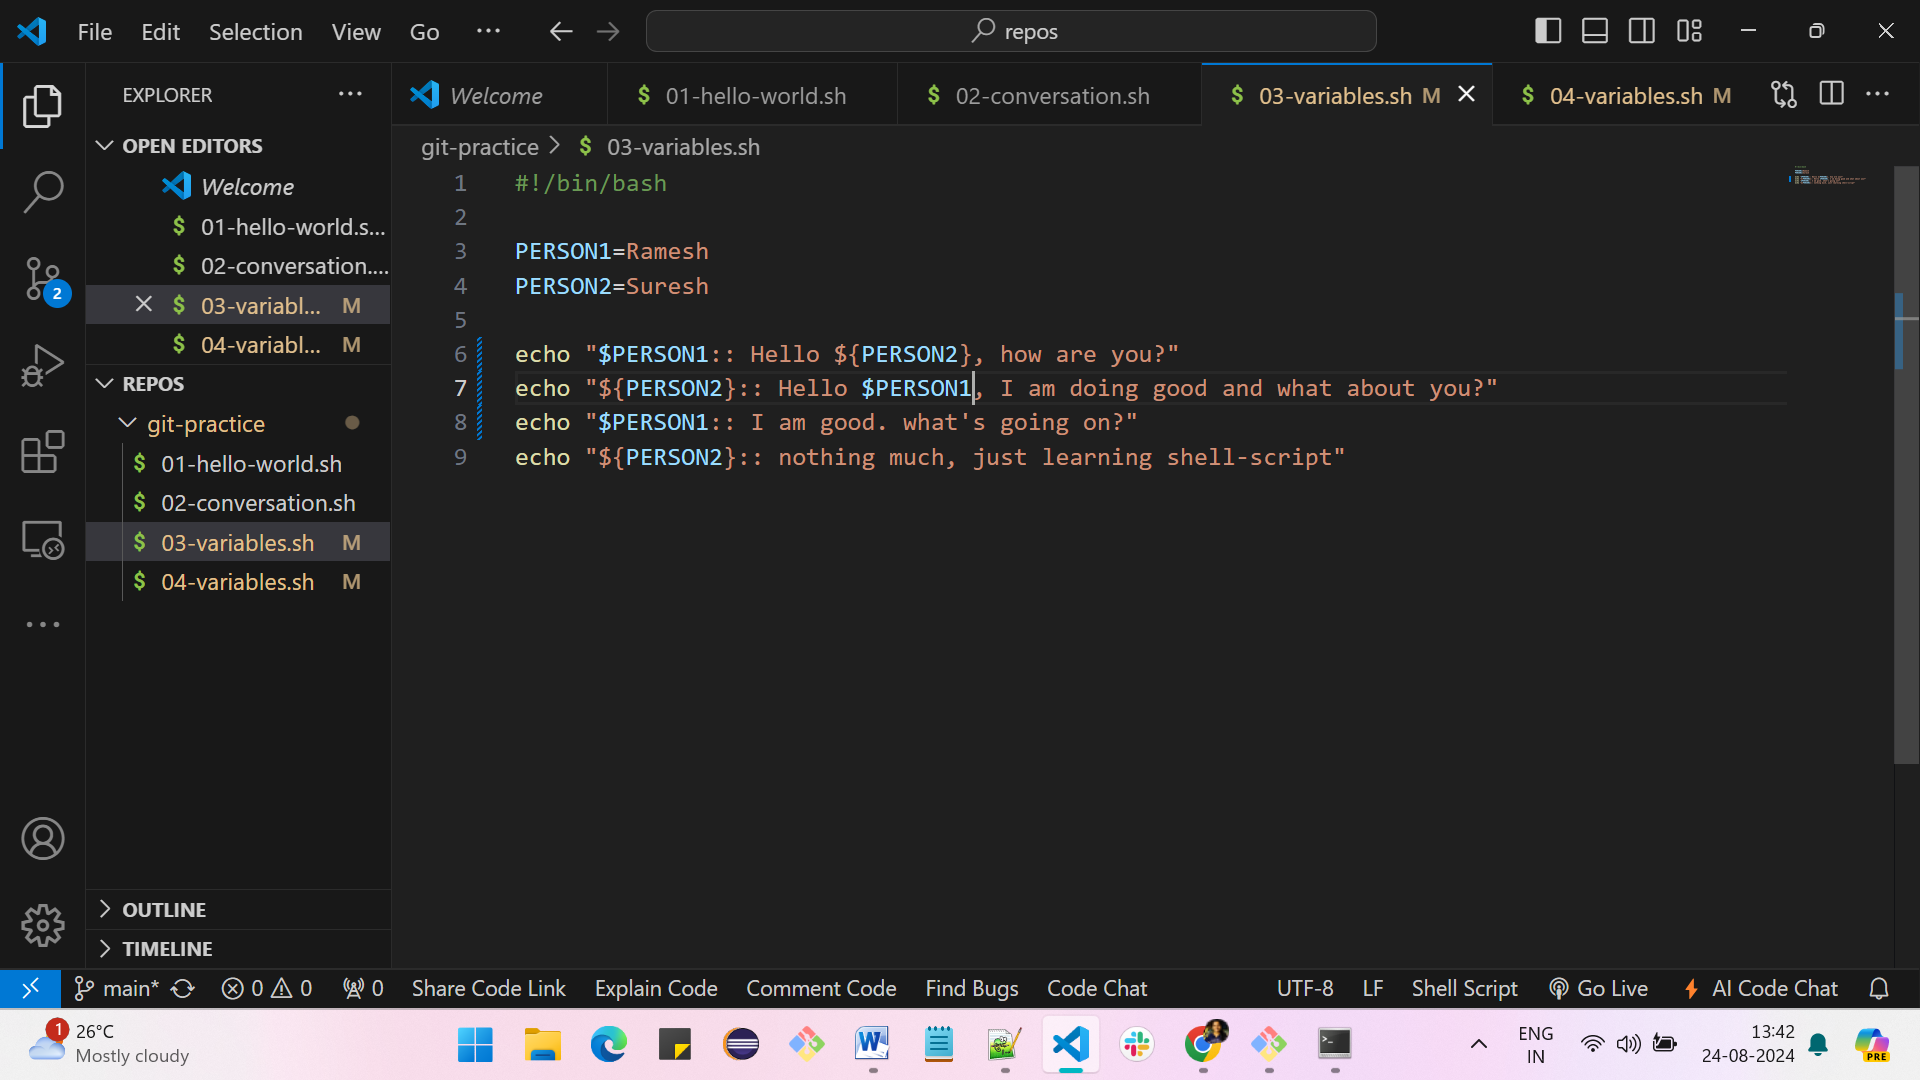 File Edit Selection View Go ... repos
EXPLORER ...
Welcome 01-hello-world.sh 02-conversation.sh 03-variables.sh M 04-variables.sh M
OPEN EDITORS
Welcome
$ 01-hello-world.s...
$ 02-conversation....
$ 03-variabl... M
$ 04-variabl... M
REPOS
git-practice
$ 01-hello-world.sh
$ 02-conversation.sh
$ 03-variables.sh M
$ 04-variables.sh M
OUTLINE
TIMELINE
2
git-practice > $ 03-variables.sh
1 #!/bin/bash
2
3 PERSON1=Ramesh
4 PERSON2=Suresh
5
6 echo "$PERSON1:: Hello ${PERSON2}, how are you?"
7 echo "${PERSON2}:: Hello $PERSON1, I am doing good and what about you?"
8 echo "$PERSON1:: I am good. what's going on?"
9 echo "${PERSON2}:: nothing much, just learning shell-script"
main* 0 0 0 Share Code Link Explain Code Comment Code Find Bugs Code Chat UTF-8 LF Shell Script Go Live AI Code Chat
1 26°C
Mostly cloudy
ENG
IN
13:42
24-08-2024
PRE